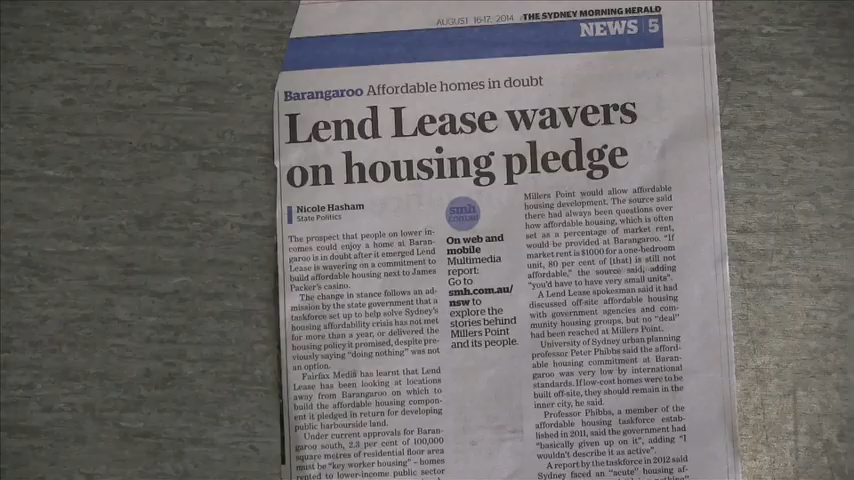 AUGUST 16-17, 2014 THE SYDNEY MORNING HERALD
NEWS 5
Barangaroo Affordable homes in doubt
Lend Lease wavers
on housing pledge
Nicole Hasham
State Politics
The prospect that people on lower in-
comes could enjoy a home at Baran-
garoo is in doubt after it emerged Lend
Lease is wavering on a commitment to
build affordable housing next to James
Packer's casino.
The change in stance follows an ad-
mission by the state government that a
taskforce set up to help solve Sydney's
housing affordability crisis has not met
for more than a year, or delivered the
housing policy it promised, despite pre-
viously saying "doing nothing" was not
an option.
Fairfax Media has learnt that Lend
Lease has been looking at locations
away from Barangaroo on which to
build the affordable housing compon-
ent it pledged in return for developing
public harbourside land.
Under current approvals for Baran-
garoo south, 2.3 per cent of 100,000
square metres of residential floor area
must be "key worker housing" – homes
rented to lower-income public sector
smh
.com.au
On web and
mobile
Multimedia
report:
Go to
smh.com.au/
nsw to
explore the
stories behind
Millers Point
and its people.
Millers Point would allow affordable
housing development. The source said
there had always been questions over
how affordable housing, which is often
set as a percentage of market rent,
would be provided at Barangaroo. "If
market rent is $1000 for a one-bedroom
unit, 80 per cent of [that] is still not
affordable," the source said, adding
"you'd have to have very small units".
A Lend Lease spokesman said it had
discussed off-site affordable housing
with government agencies and com-
munity housing groups, but no "deal"
had been reached at Millers Point.
University of Sydney urban planning
professor Peter Phibbs said the afford-
able housing commitment at Baran-
garoo was very low by international
standards. If low-cost homes were to be
built off-site, they should remain in the
inner city, he said.
Professor Phibbs, a member of the
affordable housing taskforce estab-
lished in 2011, said the government had
"basically given up on it", adding "I
wouldn't describe it as active".
A report by the taskforce in 2012 said
Sydney faced an "acute" housing af-